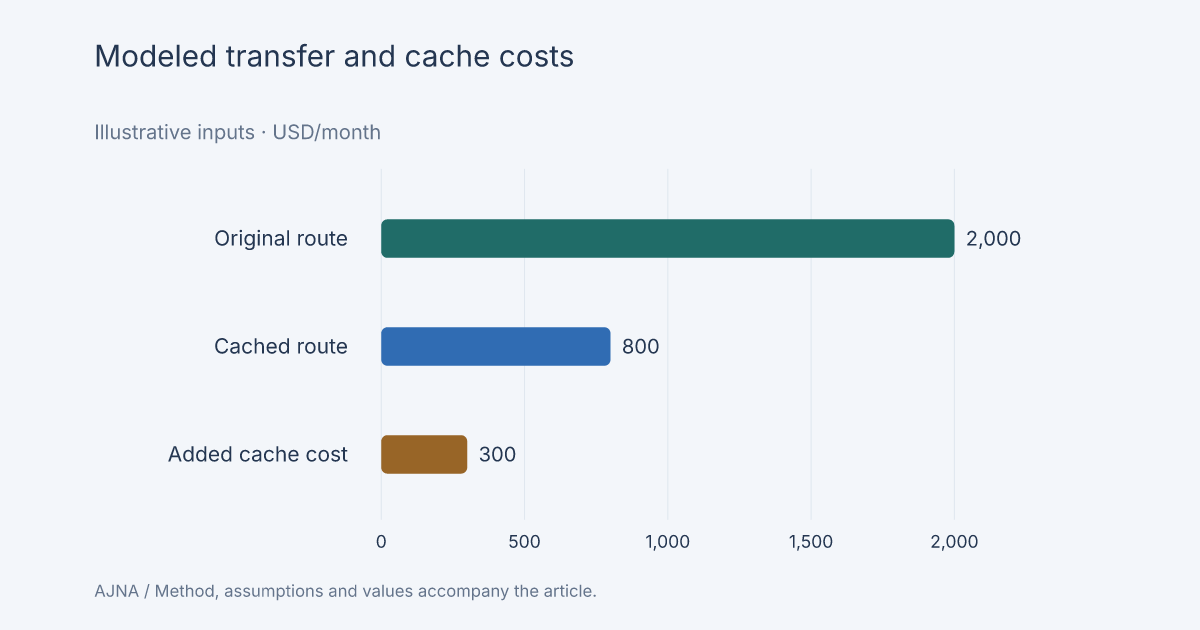 Modeled transfer and cache costs
Illustrative inputs · USD/month
Original route 2,000
Cached route 800
Added cache cost 300
0 500 1,000 1,500 2,000
AJNA / Method, assumptions and values accompany the article.